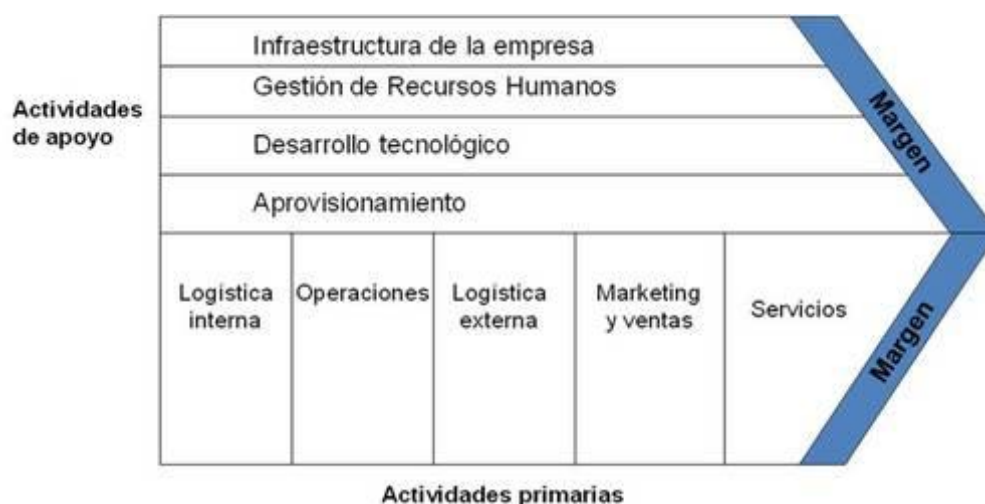 Infraestructura de la empresa
Gestión de Recursos Humanos
Actividades
de apoyo
Desarrollo tecnológico
Aprovisionamiento
Margen
Logística
interna
Operaciones
Logística
externa
Marketing
y ventas
Servicios
Margen
Actividades primarias